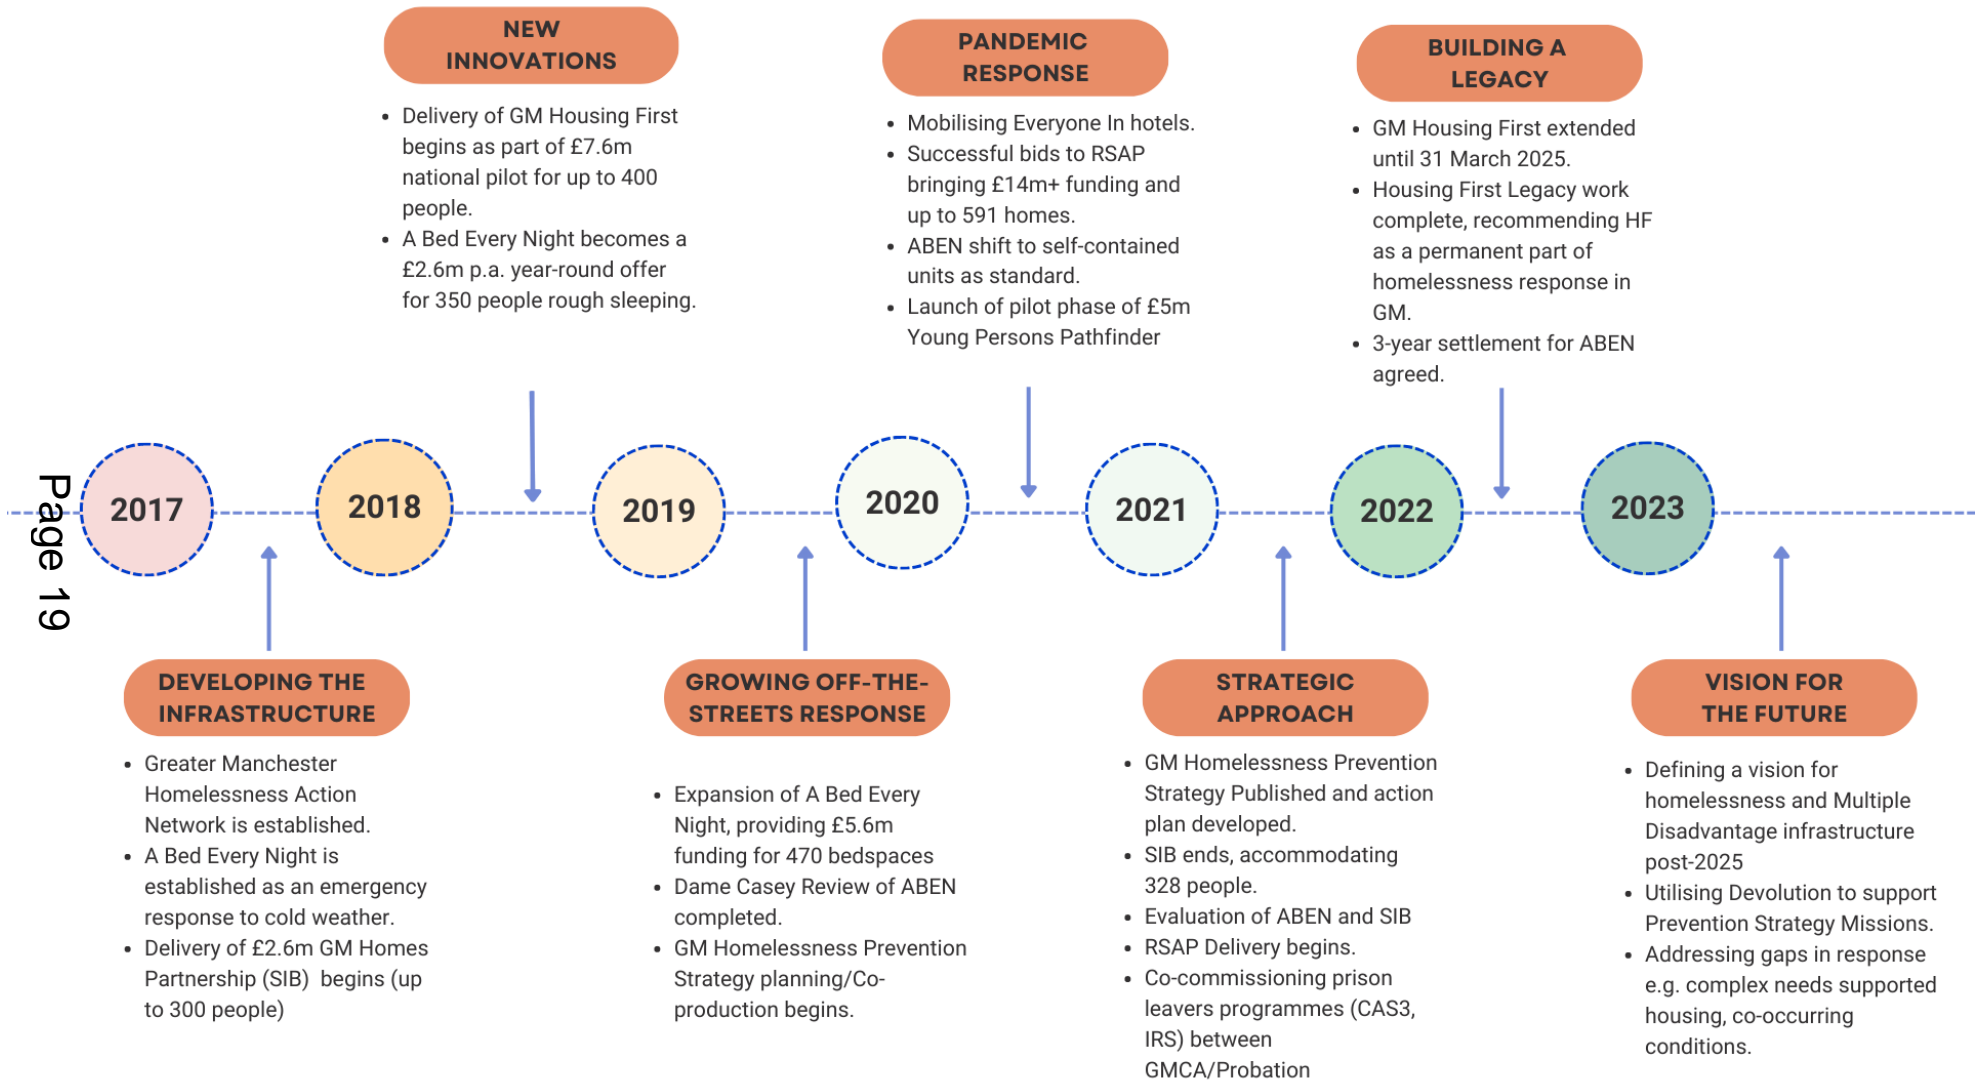 NEW
INNOVATIONS
Delivery of GM Housing First
begins as part of £7.6m
national pilot for up to 400
people.
A Bed Every Night becomes a
£2.6m p.a. year-round offer
for 350 people rough sleeping.
PANDEMIC
RESPONSE
Mobilising Everyone In hotels.
Successful bids to RSAP
bringing £14m+ funding and
up to 591 homes.
ABEN shift to self-contained
units as standard.
Launch of pilot phase of £5m
Young Persons Pathfinder
BUILDING A
LEGACY
GM Housing First extended
until 31 March 2025.
Housing First Legacy work
complete, recommending HF
as a permanent part of
homelessness response in
GM.
3-year settlement for ABEN
agreed.
Page 19
2017
2018
2019
2020
2021
2022
2023
DEVELOPING THE
INFRASTRUCTURE
Greater Manchester
Homelessness Action
Network is established.
A Bed Every Night is
established as an emergency
response to cold weather.
Delivery of £2.6m GM Homes
Partnership (SIB) begins (up
to 300 people)
GROWING OFF-THE-
STREETS RESPONSE
Expansion of A Bed Every
Night, providing £5.6m
funding for 470 bedspaces
Dame Casey Review of ABEN
completed.
GM Homelessness Prevention
Strategy planning/Co-
production begins.
STRATEGIC
APPROACH
GM Homelessness Prevention
Strategy Published and action
plan developed.
SIB ends, accommodating
328 people.
Evaluation of ABEN and SIB
RSAP Delivery begins.
Co-commissioning prison
leavers programmes (CAS3,
IRS) between
GMCA/Probation
VISION FOR
THE FUTURE
Defining a vision for
homelessness and Multiple
Disadvantage infrastructure
post-2025
Utilising Devolution to support
Prevention Strategy Missions.
Addressing gaps in response
e.g. complex needs supported
housing, co-occurring
conditions.